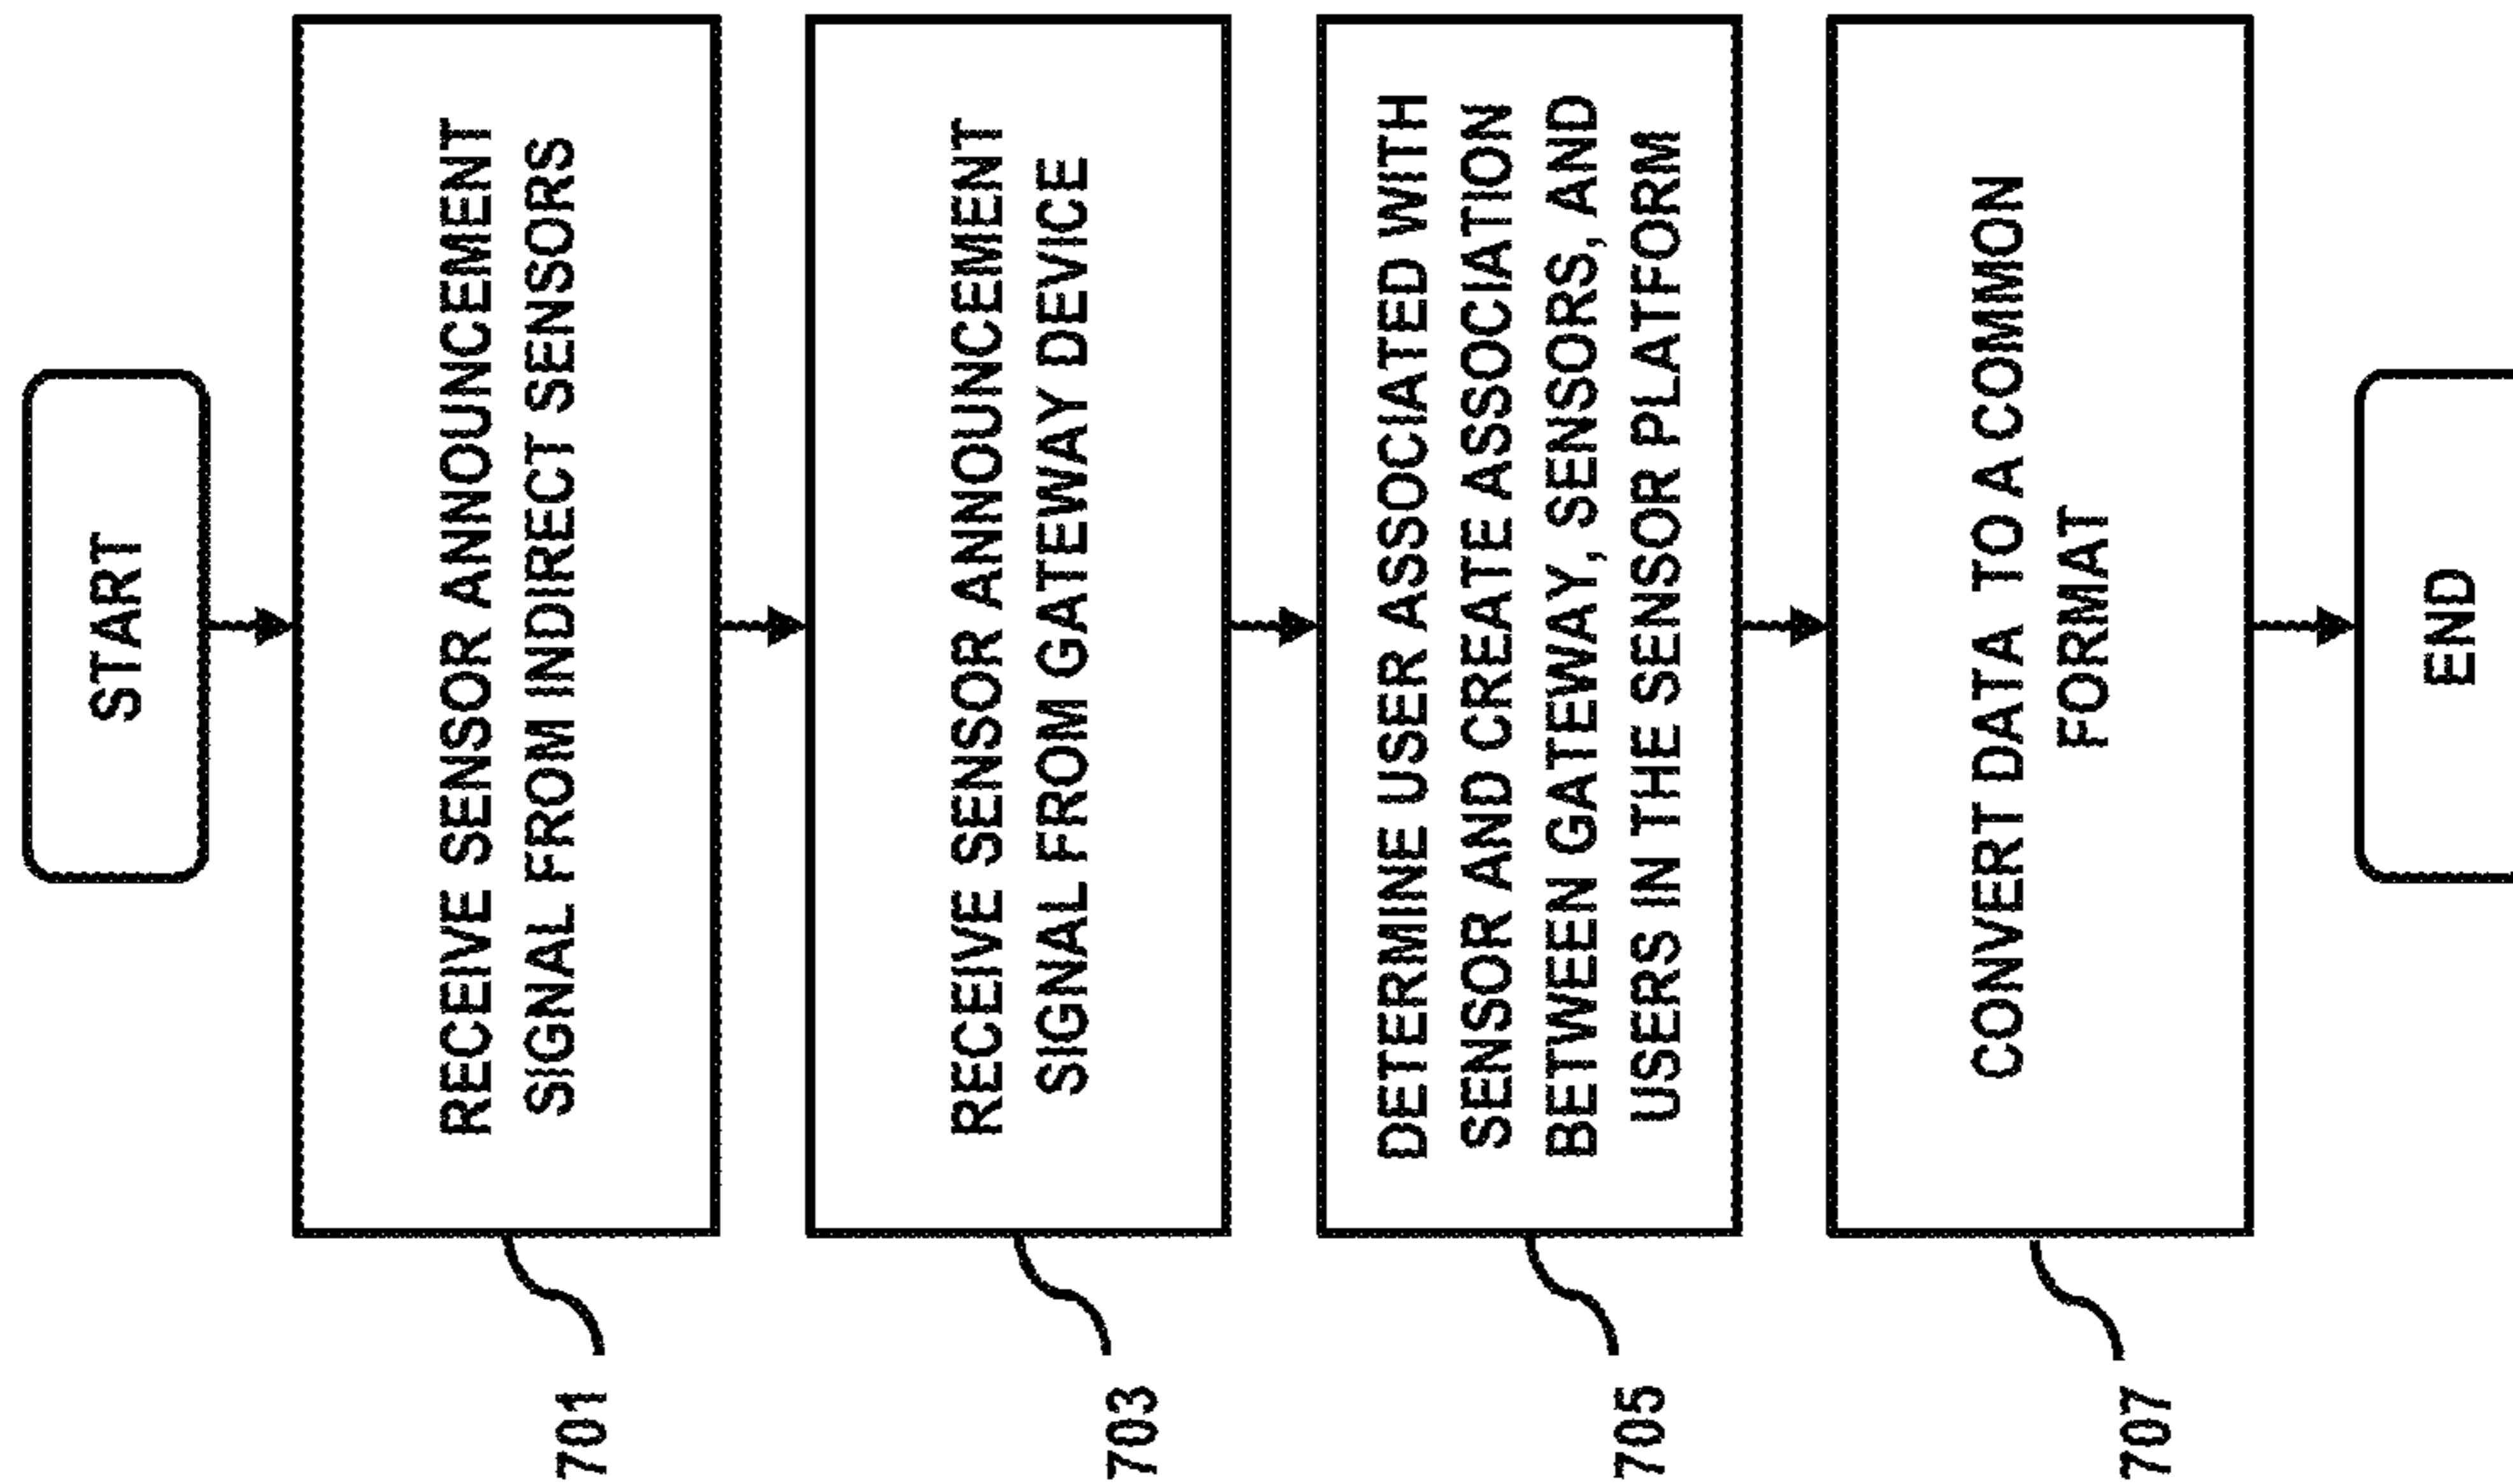 START
RECEIVE SENSOR ANNOUNCEMENT
SIGNAL FROM INDIRECT SENSORS
701
RECEIVE SENSOR ANNOUNCEMENT
SIGNAL FROM GATEWAY DEVICE
703
DETERMINE USER ASSOCIATED WITH
SENSOR AND CREATE ASSOCIATION
BETWEEN GATEWAY, SENSORS, AND
USERS IN THE SENSOR PLATFORM
705
CONVERT DATA TO A COMMON
FORMAT
707
END